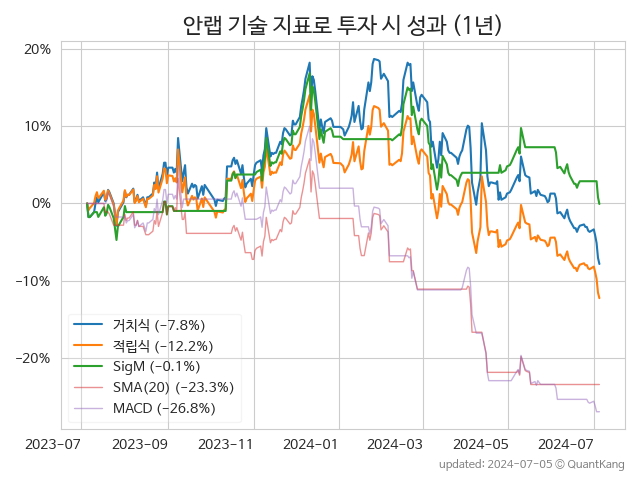 안랩 기술 지표로 투자 시 성과 (1년)
20%
10%
0%
−10%
−20%
거치식 (−7.8%)
적립식 (−12.2%)
SigM (−0.1%)
SMA(20) (−23.3%)
MACD (−26.8%)
2023-07 2023-09 2023-11 2024-01 2024-03 2024-05 2024-07
updated: 2024-07-05 © QuantKang